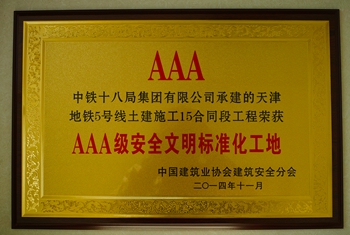 AAA
中铁十八局集团有限公司承建的天津
地铁5号线土建施工15合同段工程荣获
AAA级安全文明标准化工地
中国建筑业协会建筑安全分会
二〇一四年十一月